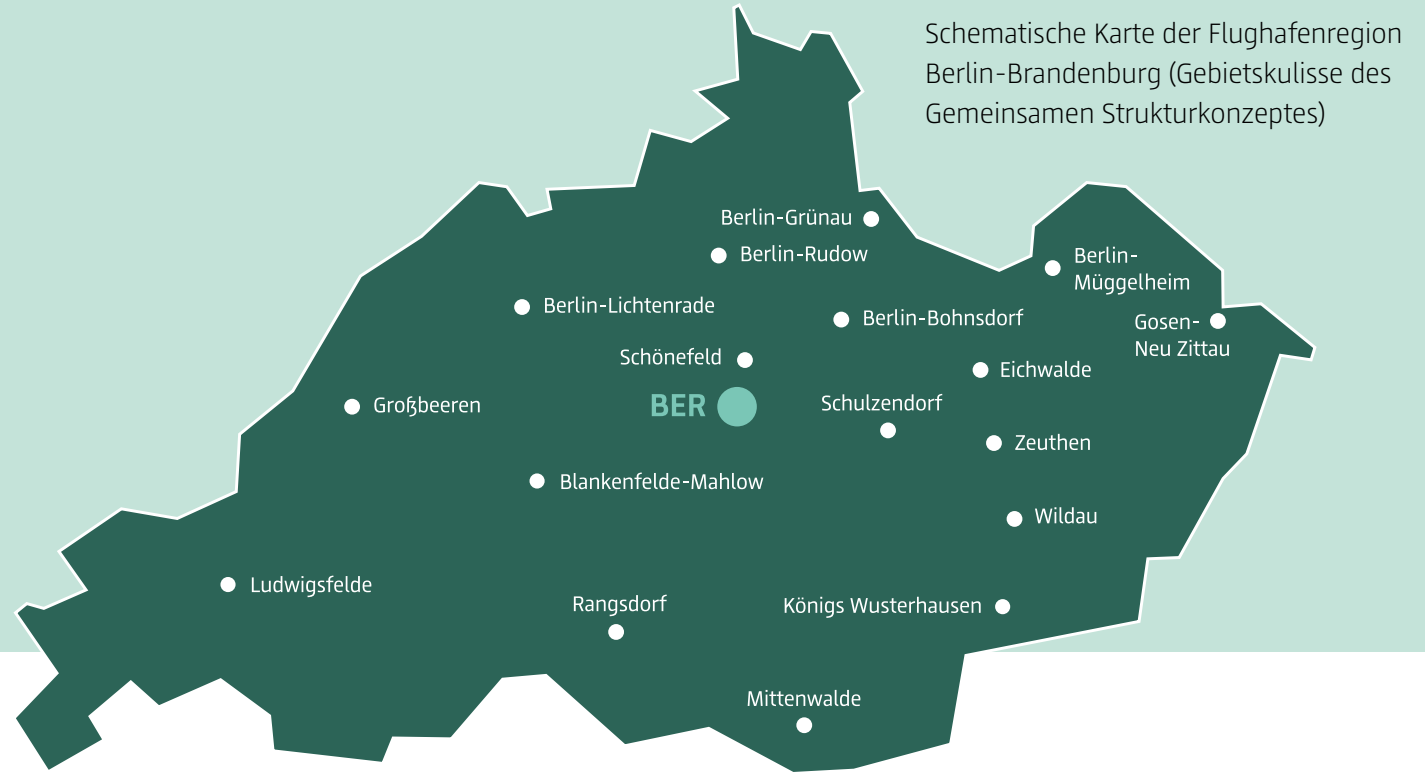 Schematische Karte der Flughafenregion
Berlin-Brandenburg (Gebietskulisse des
Gemeinsamen Strukturkonzeptes)
Berlin-Grünau
Berlin-Rudow
Berlin-
Müggelheim
Berlin-Lichtenrade
Berlin-Bohnsdorf
Gosen-
Neu Zittau
Schönefeld
Eichwalde
Großbeeren
BER
Schulzendorf
Zeuthen
Blankenfelde-Mahlow
Wildau
Ludwigsfelde
Rangsdorf
Königs Wusterhausen
Mittenwalde